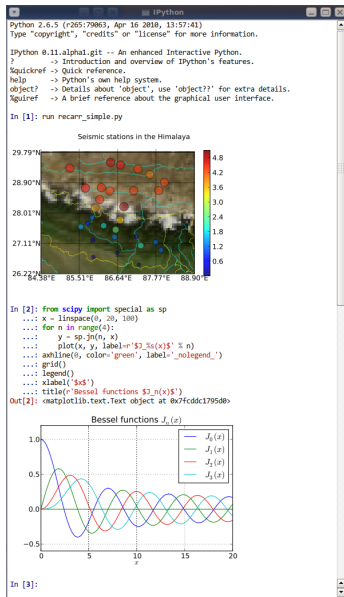 IPython
Python 2.6.5 (r265:79063, Apr 16 2010, 13:57:41)
Type "copyright", "credits" or "license" for more information.
IPython 0.11.alpha1.git -- An enhanced Interactive Python.
? -> Introduction and overview of IPython's features.
%quickref -> Quick reference.
help -> Python's own help system.
object? -> Details about 'object', use 'object??' for extra details.
%guiref -> A brief reference about the graphical user interface.
In [1]: run recarr_simple.py
Seismic stations in the Himalaya
29.79°N
28.90°N
28.01°N
27.11°N
26.22°N
84.38°E 85.51°E 86.64°E 87.77°E 88.90°E
4.8
4.2
3.6
3.0
2.4
1.8
1.2
0.6
In [2]: from scipy import special as sp
...: x = linspace(0, 20, 100)
...: for n in range(4):
...: y = sp.jn(n, x)
...: plot(x, y, label=r'$J_%s(x)$' % n)
...: axhline(0, color='green', label='_nolegend_')
...: grid()
...: legend()
...: xlabel('$x$')
...: title(r'Bessel functions $J_n(x)$')
Out[2]: <matplotlib.text.Text object at 0x7fcddc1795d0>
Bessel functions J_n(x)
1.0
0.5
0.0
−0.5
0 5 10 15 20
x
J_0(x)
J_1(x)
J_2(x)
J_3(x)
In [3]: